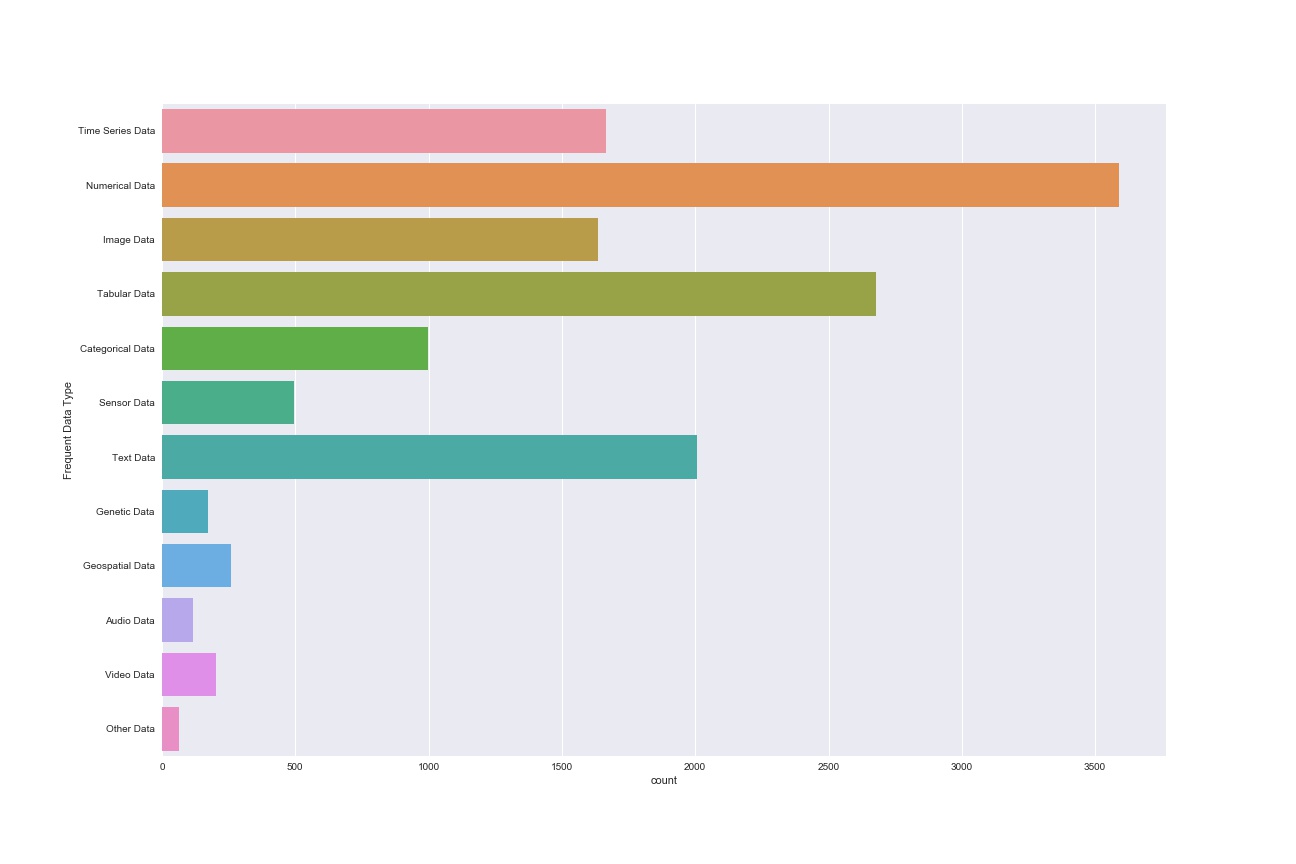 Time Series Data
Numerical Data
Image Data
Tabular Data
Categorical Data
Sensor Data
Text Data
Genetic Data
Geospatial Data
Audio Data
Video Data
Other Data
Frequent Data Type
0 500 1000 1500 2000 2500 3000 3500
count